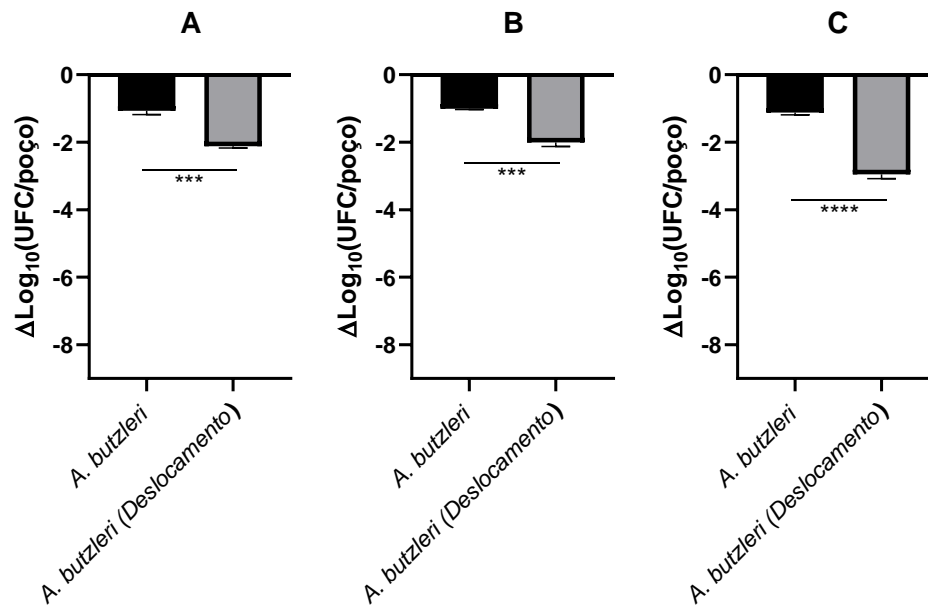 A
ΔLog10(UFC/poço)
0
-2
-4
-6
-8
***
A. butzleri
A. butzleri (Deslocamento)
B
ΔLog10(UFC/poço)
0
-2
-4
-6
-8
***
A. butzleri
A. butzleri (Deslocamento)
C
ΔLog10(UFC/poço)
0
-2
-4
-6
-8
****
A. butzleri
A. butzleri (Deslocamento)